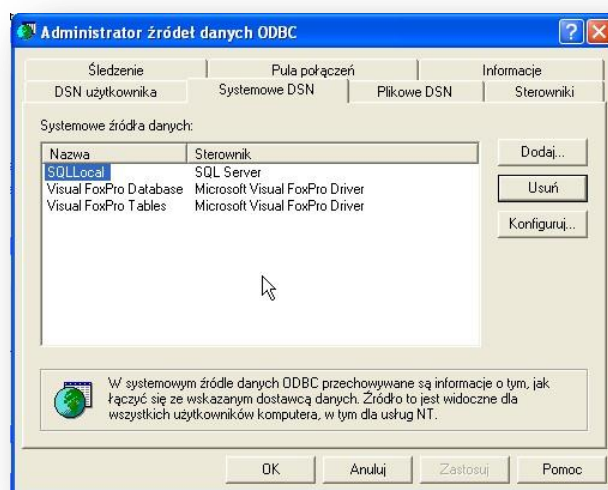 Administrator źródeł danych ODBC
Śledzenie Pula połączeń Informacje
DSN użytkownika Systemowe DSN Plikowe DSN Sterowniki
Systemowe źródła danych:
Nazwa Sterownik
SQLLocal SQL Server
Visual FoxPro Database Microsoft Visual FoxPro Driver
Visual FoxPro Tables Microsoft Visual FoxPro Driver
Dodaj...
Usuń
Konfiguruj...
W systemowym źródle danych ODBC przechowywane są informacje o tym, jak
łączyć się ze wskazanym dostawcą danych. Źródło to jest widoczne dla
wszystkich użytkowników komputera, w tym dla usług NT.
OK Anuluj Zastosuj Pomoc